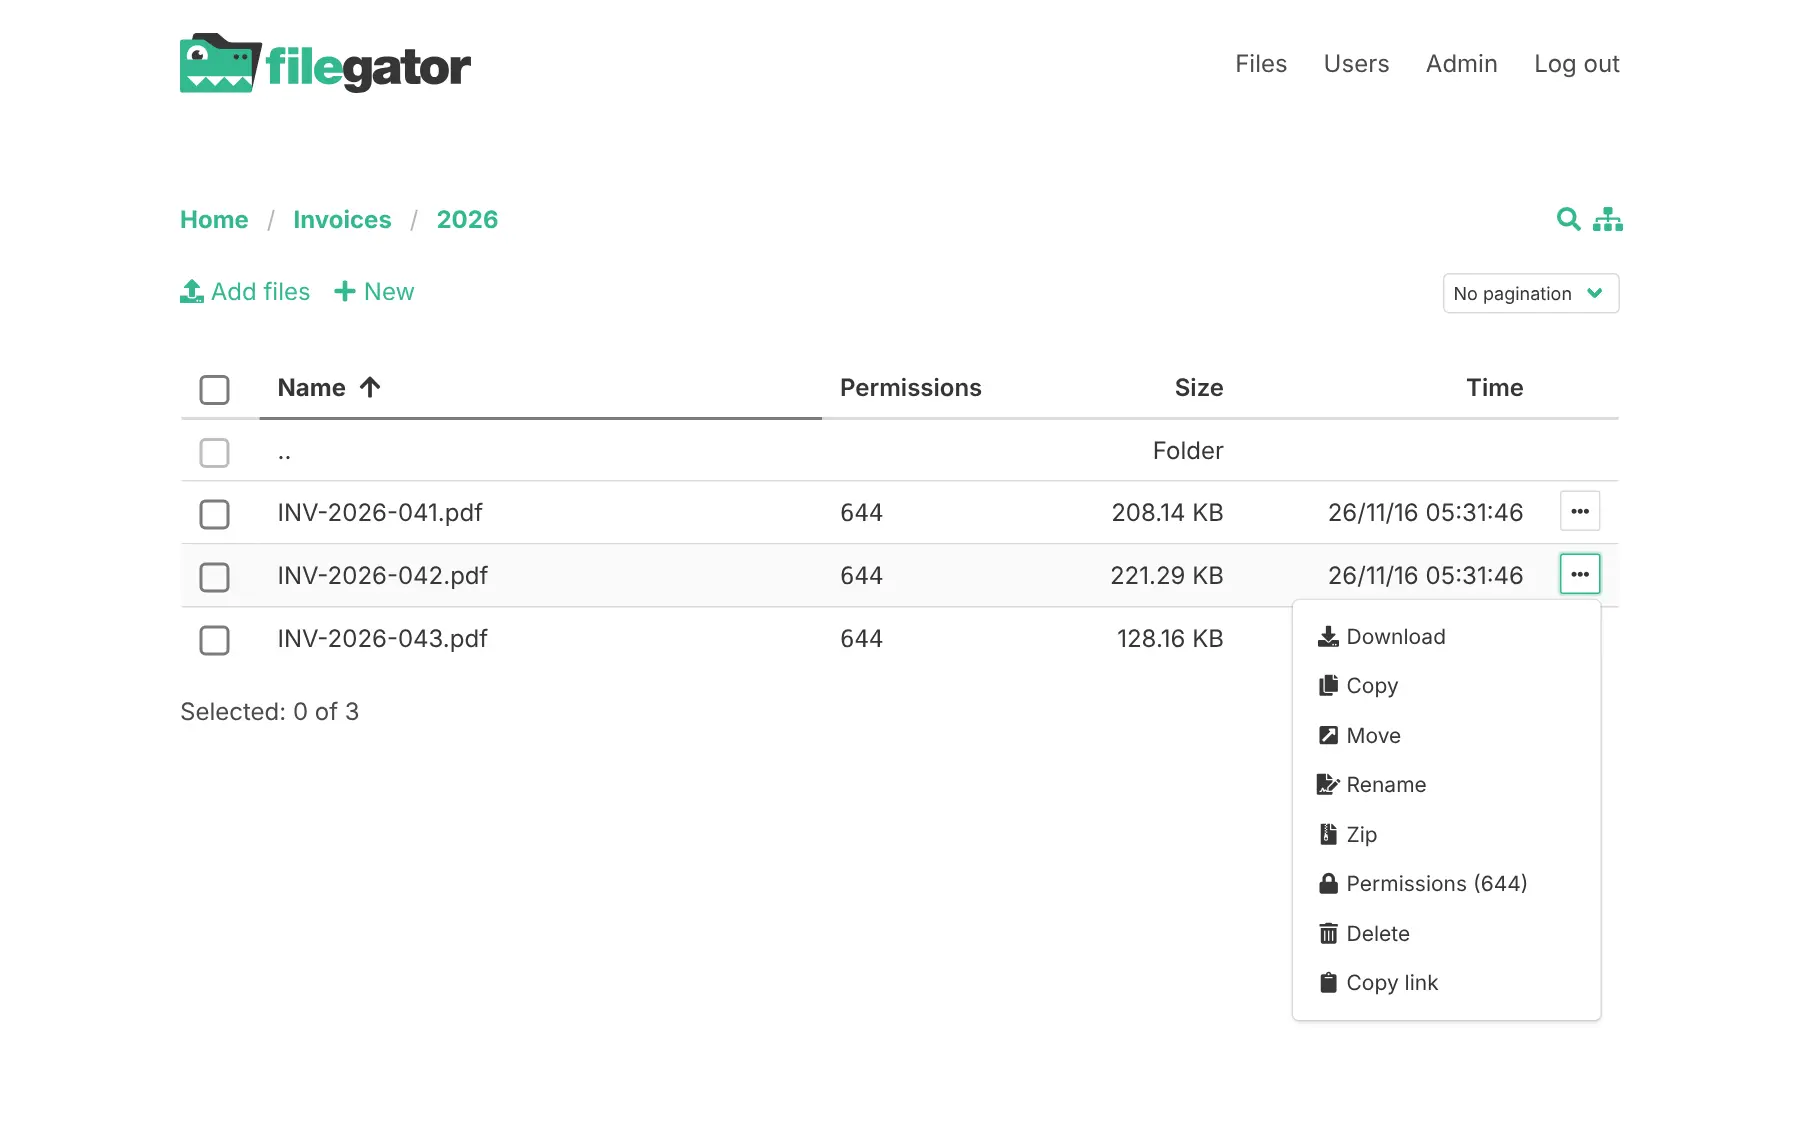 filegator
Files Users Admin Log out
Home / Invoices / 2026
Add files New
No pagination
Name Permissions Size Time
.. Folder
INV-2026-041.pdf 644 208.14 KB 26/11/16 05:31:46
INV-2026-042.pdf 644 221.29 KB 26/11/16 05:31:46
INV-2026-043.pdf 644 128.16 KB
Selected: 0 of 3
Download
Copy
Move
Rename
Zip
Permissions (644)
Delete
Copy link